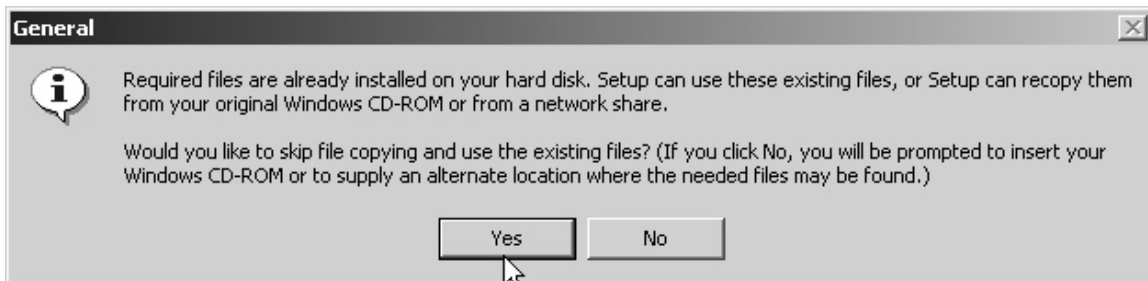 General
Required files are already installed on your hard disk. Setup can use these existing files, or Setup can recopy them
from your original Windows CD-ROM or from a network share.
Would you like to skip file copying and use the existing files? (If you click No, you will be prompted to insert your
Windows CD-ROM or to supply an alternate location where the needed files may be found.)
Yes No